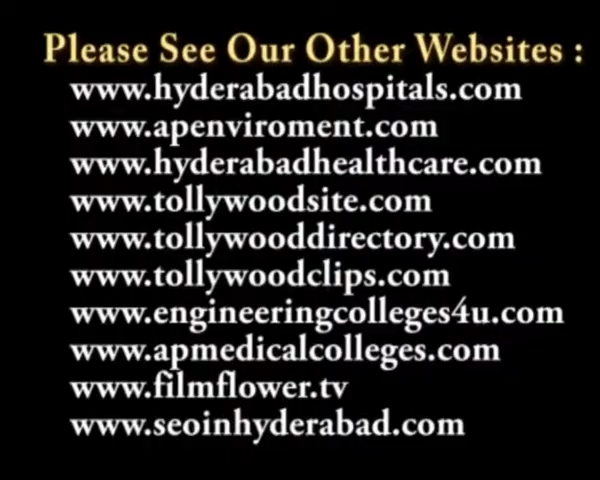 Please See Our Other Websites :
www.hyderabadhospitals.com
www.apenviroment.com
www.hyderabadhealthcare.com
www.tollywoodsite.com
www.tollywooddirectory.com
www.tollywoodclips.com
www.engineeringcolleges4u.com
www.apmedicalcolleges.com
www.filmflower.tv
www.seoinhyderabad.com